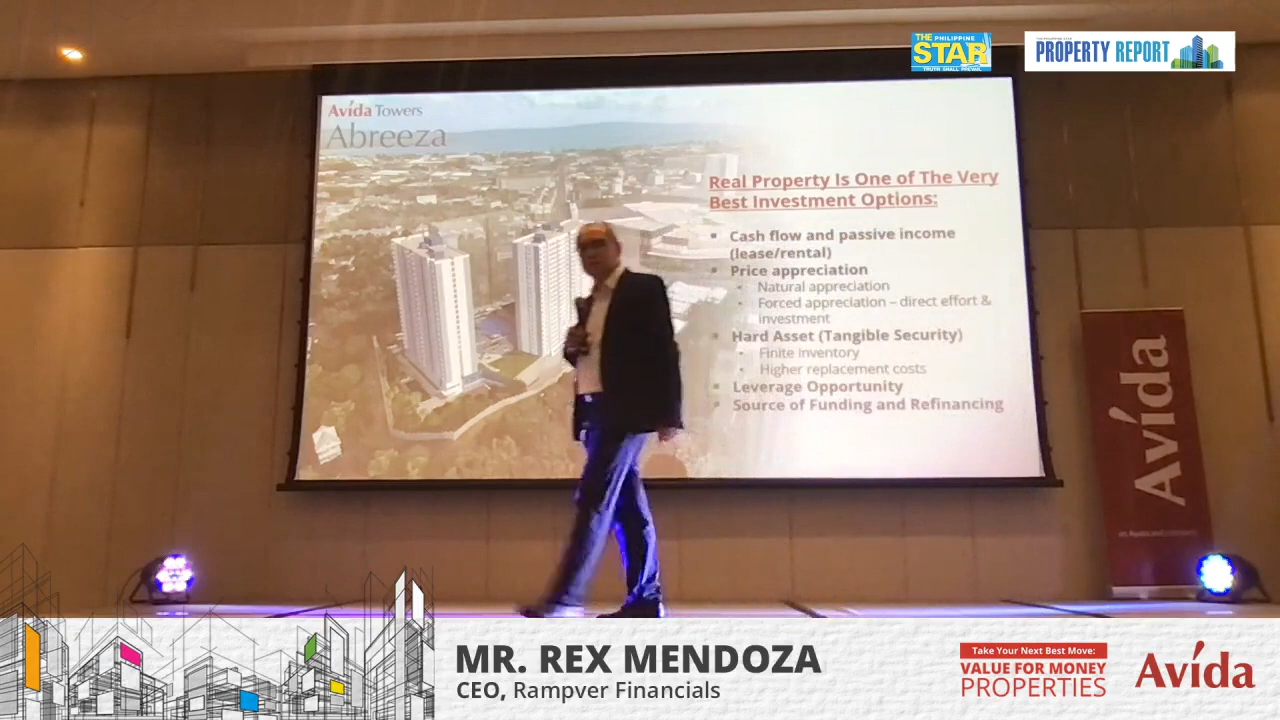 THE PHILIPPINE
STAR
TRUTH SHALL PREVAIL
PROPERTY REPORT
Avida Towers
Abreeza
Real Property Is One of The Very
Best Investment Options:
Cash flow and passive income
(lease/rental)
Price appreciation
Natural appreciation
Forced appreciation – direct effort &
investment
Hard Asset (Tangible Security)
Finite inventory
Higher replacement costs
Leverage Opportunity
Source of Funding and Refinancing
Avída
MR. REX MENDOZA
CEO, Rampver Financials
Take Your Next Best Move:
VALUE FOR MONEY
PROPERTIES
Avída